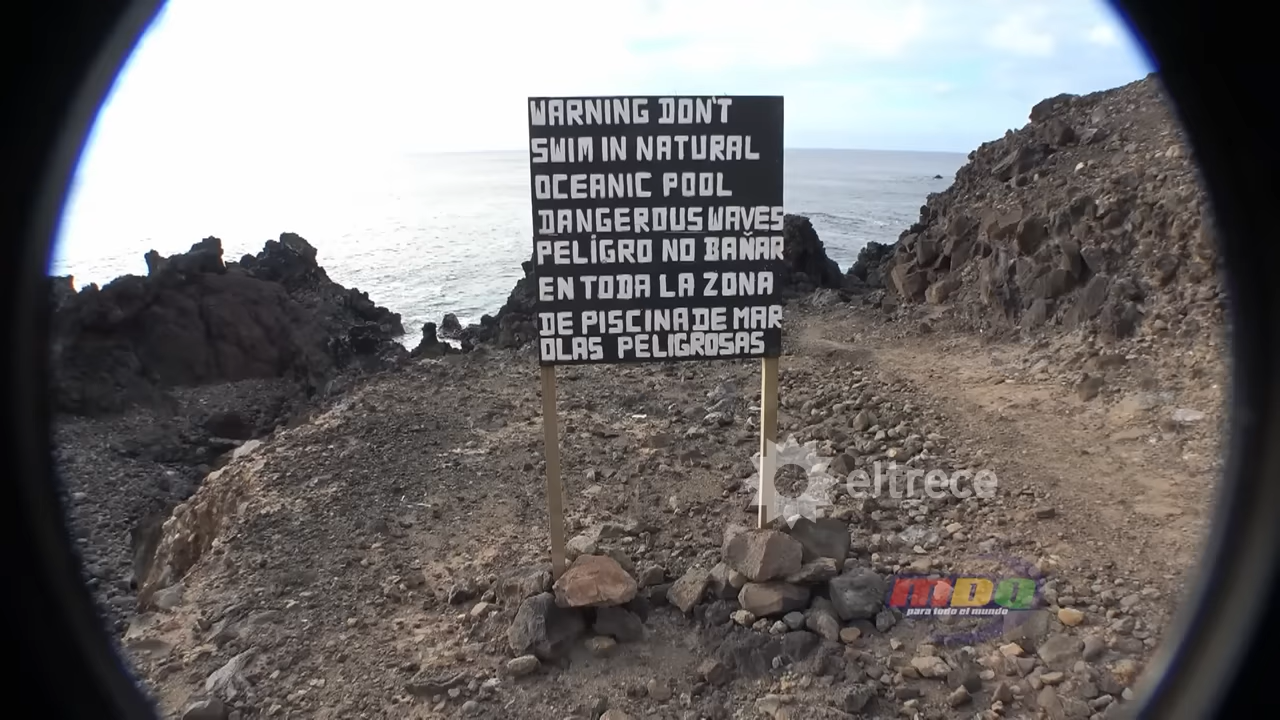 WARNING DON'T
SWIM IN NATURAL
OCEANIC POOL
DANGEROUS WAVES
PELÍGRO NO BAÑAR
EN TODA LA ZONA
DE PISCINA DE MAR
OLAS PELIGROSAS
eltrece
MDQ
para todo el mundo